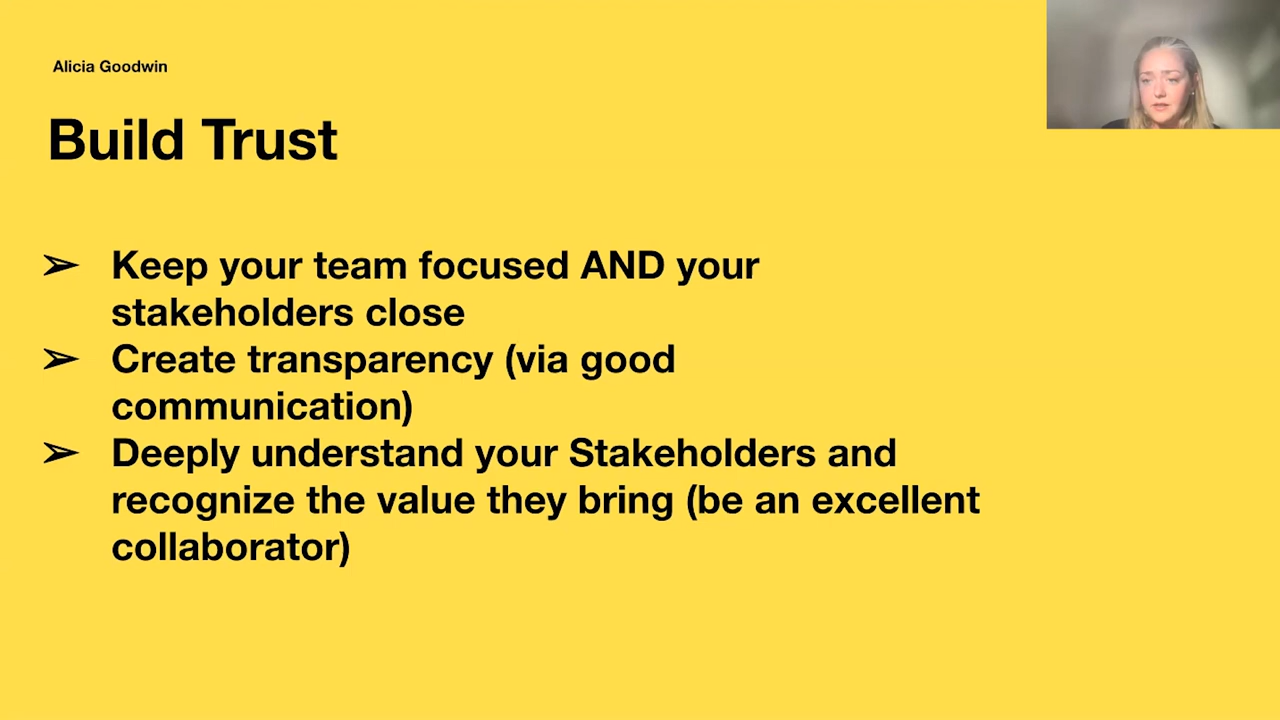 Alicia Goodwin
Build Trust
➢ Keep your team focused AND your
stakeholders close
➢ Create transparency (via good
communication)
➢ Deeply understand your Stakeholders and
recognize the value they bring (be an excellent
collaborator)